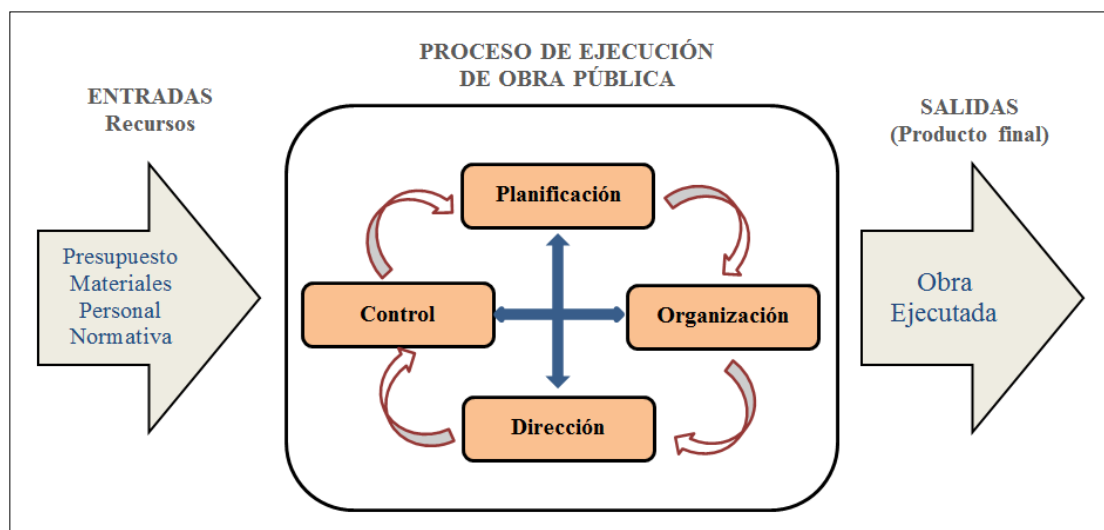 PROCESO DE EJECUCIÓN
DE OBRA PÚBLICA
ENTRADAS
Recursos
Presupuesto
Materiales
Personal
Normativa
Planificación
Control
Organización
Dirección
SALIDAS
(Producto final)
Obra
Ejecutada